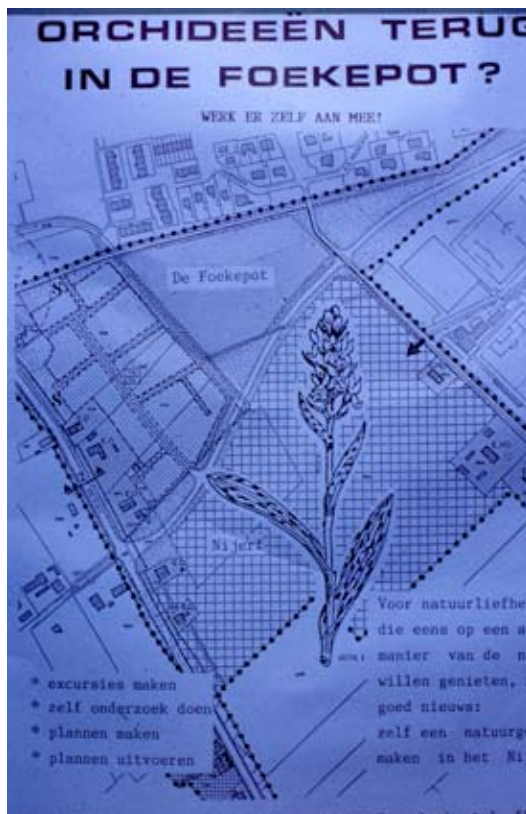 ORCHIDEEËN TERUG
IN DE FOEKEPOT?
WERK ER ZELF AAN MEE!
De Foekepot
Nijerf
* excursies maken
* zelf onderzoek doen
* plannen maken
* plannen uitvoeren
Voor natuurliefhe
die eens op een a
manier van de n
willen genieten,
goed nieuws:
zelf een natuurg
maken in het Ni